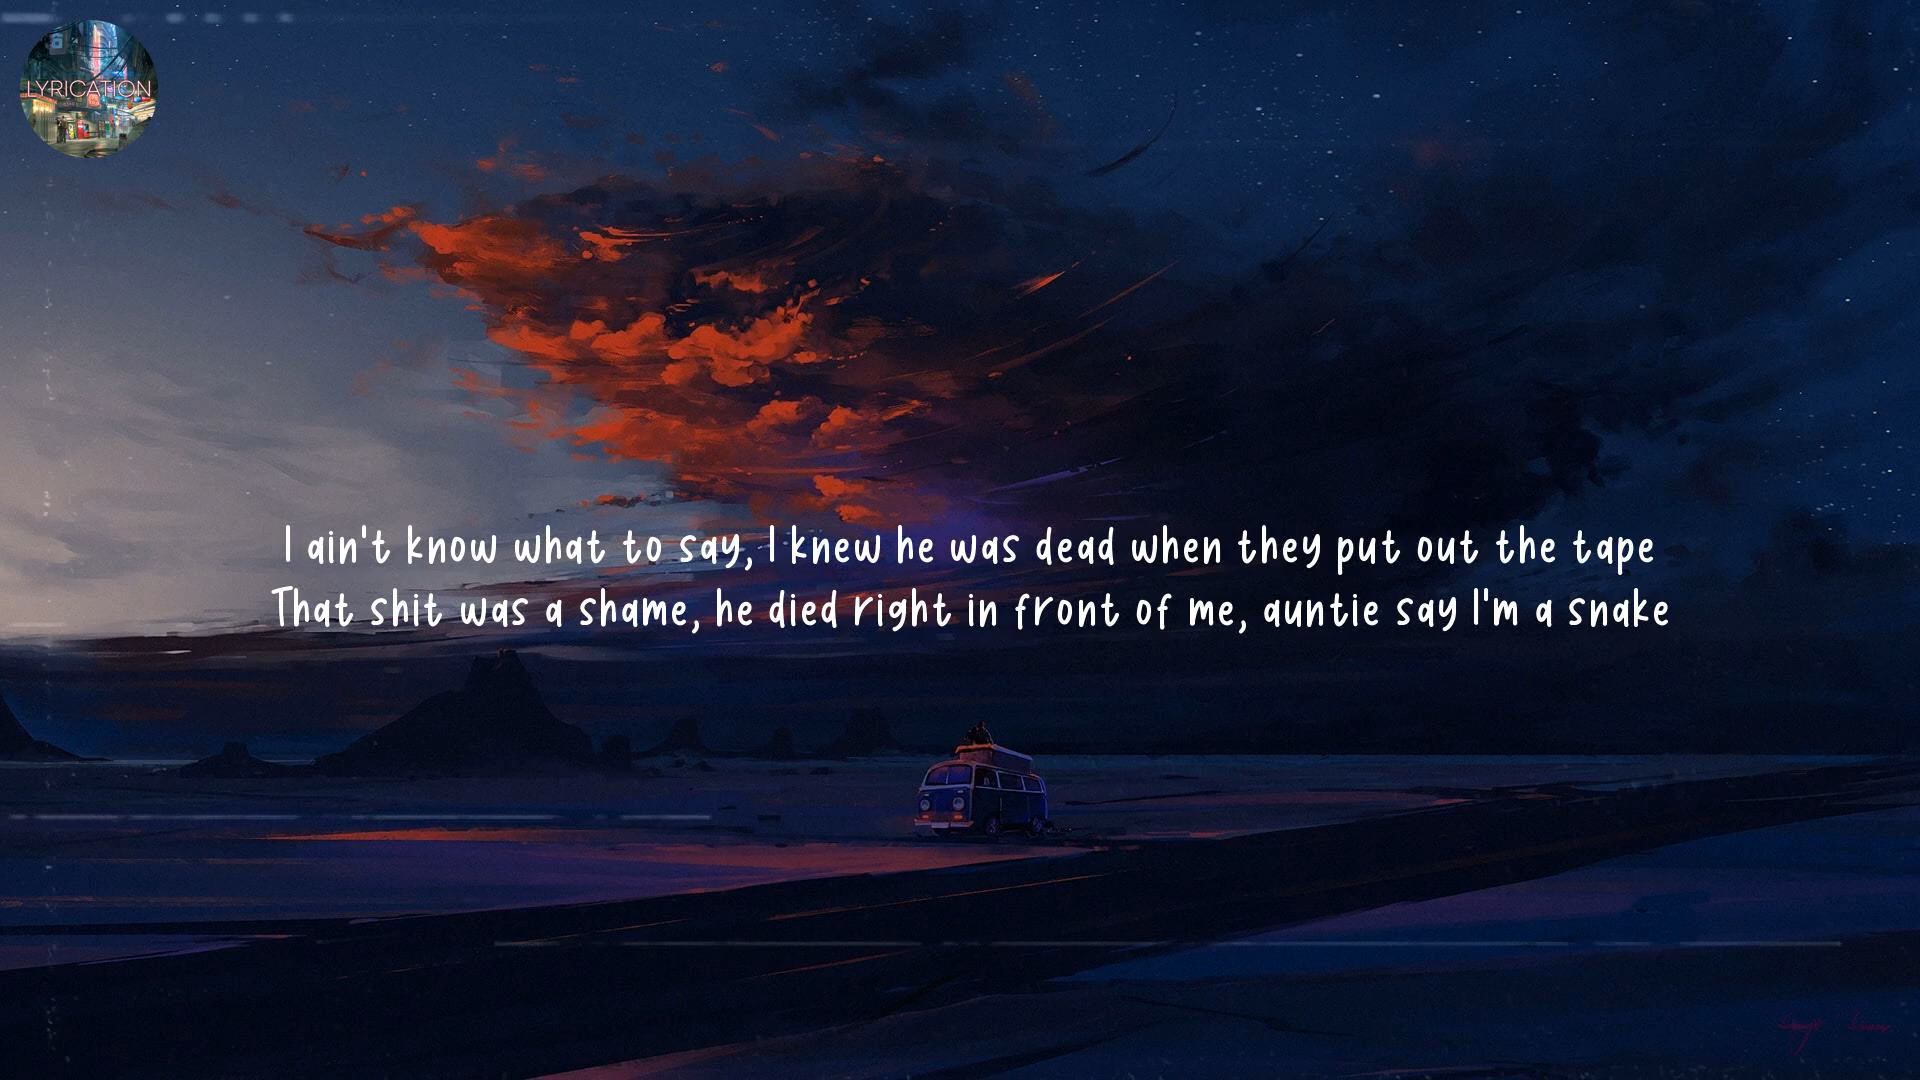 LYRICATION
I ain't know what to say, I knew he was dead when they put out the tape
That shit was a shame, he died right in front of me, auntie say I'm a snake